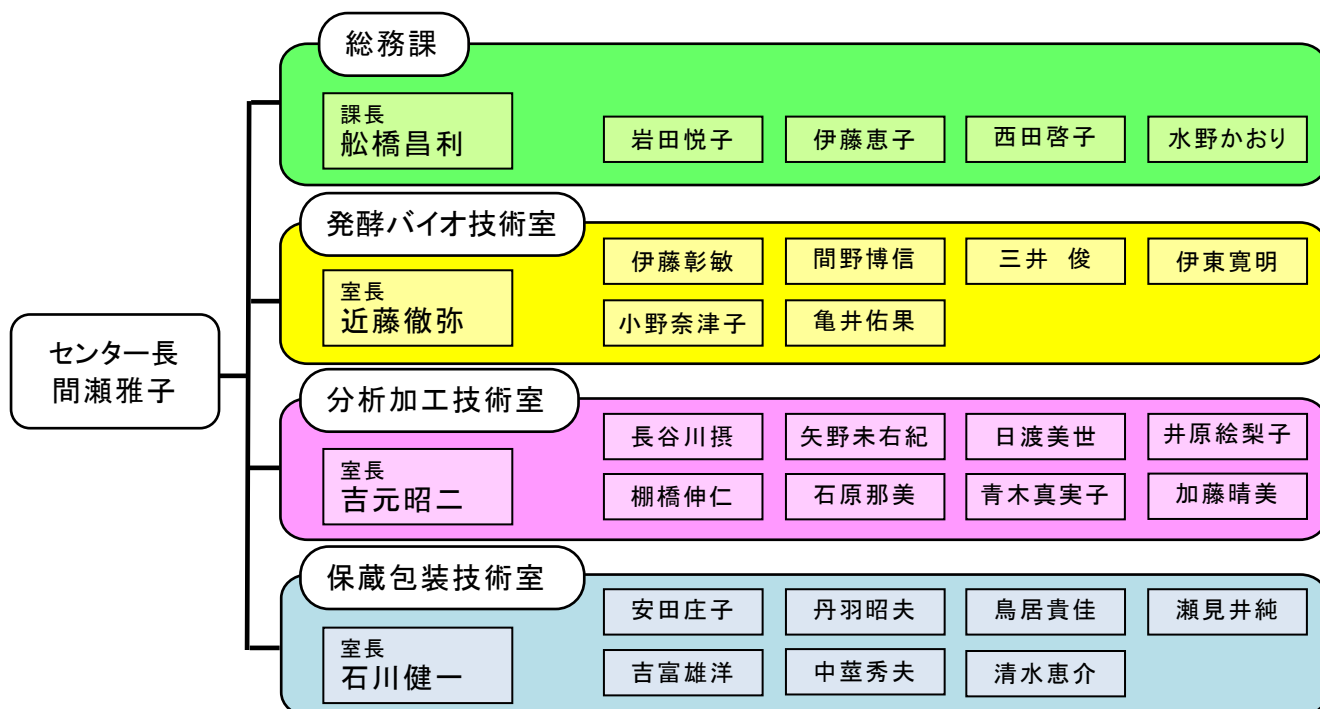 総務課
課長
舩橋昌利
岩田悦子 伊藤恵子 西田啓子 水野かおり
発酵バイオ技術室
室長
近藤徹弥
伊藤彰敏 間野博信 三井 俊 伊東寛明
小野奈津子 亀井佑果
センター長
間瀬雅子
分析加工技術室
室長
吉元昭二
長谷川摂 矢野未右紀 日渡美世 井原絵梨子
棚橋伸仁 石原那美 青木真実子 加藤晴美
保蔵包装技術室
室長
石川健一
安田庄子 丹羽昭夫 鳥居貴佳 瀬見井純
吉富雄洋 中莖秀夫 清水恵介